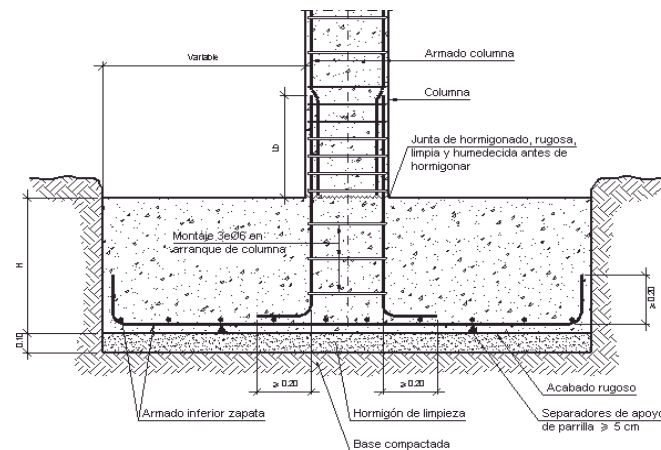 Variable
Armado columna
Columna
Lb
Junta de hormigonado, rugosa,
limpia y humedecida antes de
hormigonar
Montaje 3eØ6 en
arranque de columna
H
≥0.20
0.10
≥ 0.20
≥ 0.20
Acabado rugoso
Armado inferior zapata
Hormigón de limpieza
Separadores de apoyo
de parrilla ≥ 5 cm
Base compactada